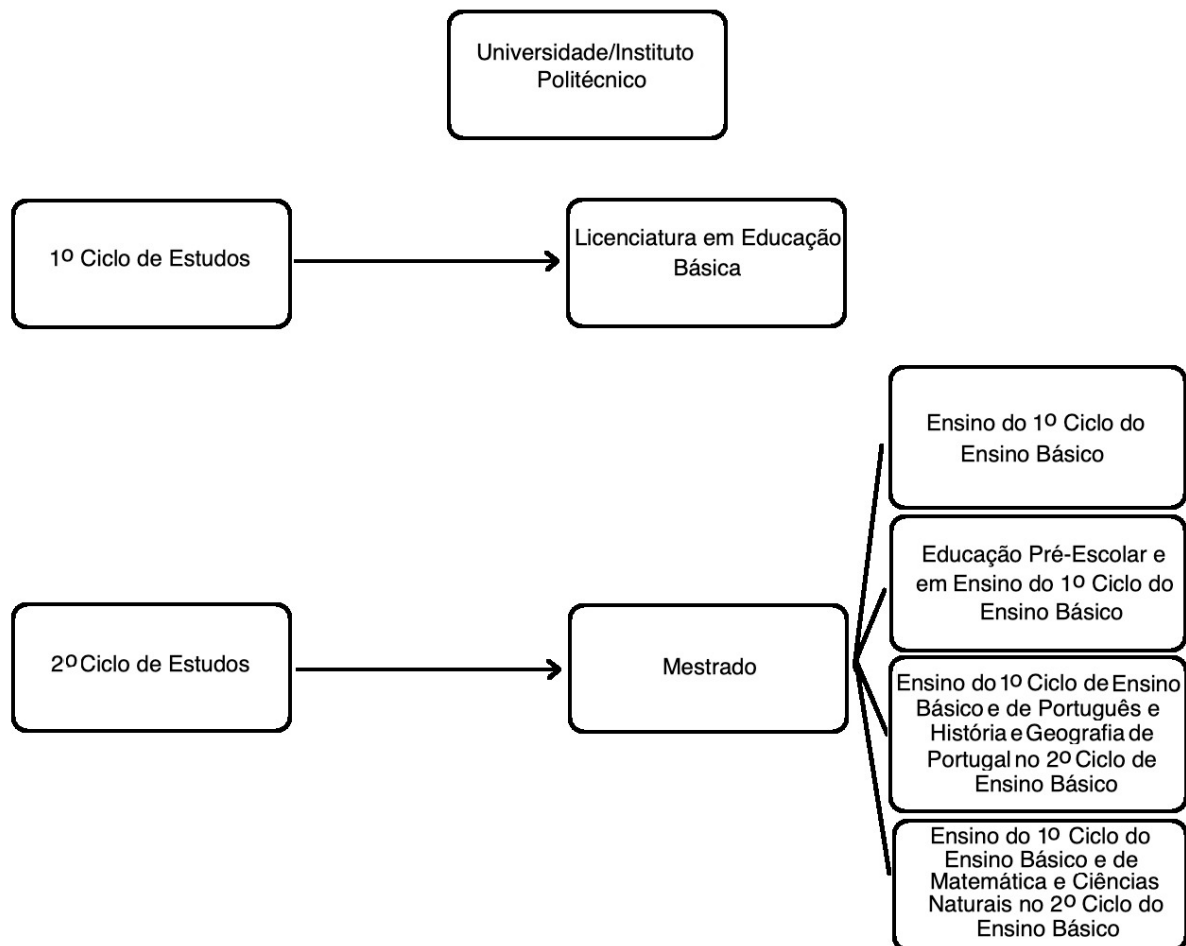 Universidade/Instituto
Politécnico
1º Ciclo de Estudos
Licenciatura em Educação
Básica
2º Ciclo de Estudos
Mestrado
Ensino do 1º Ciclo do
Ensino Básico
Educação Pré-Escolar e
em Ensino do 1º Ciclo do
Ensino Básico
Ensino do 1º Ciclo de Ensino
Básico e de Português e
História e Geografia de
Portugal no 2º Ciclo de
Ensino Básico
Ensino do 1º Ciclo do
Ensino Básico e de
Matemática e Ciências
Naturais no 2º Ciclo do
Ensino Básico